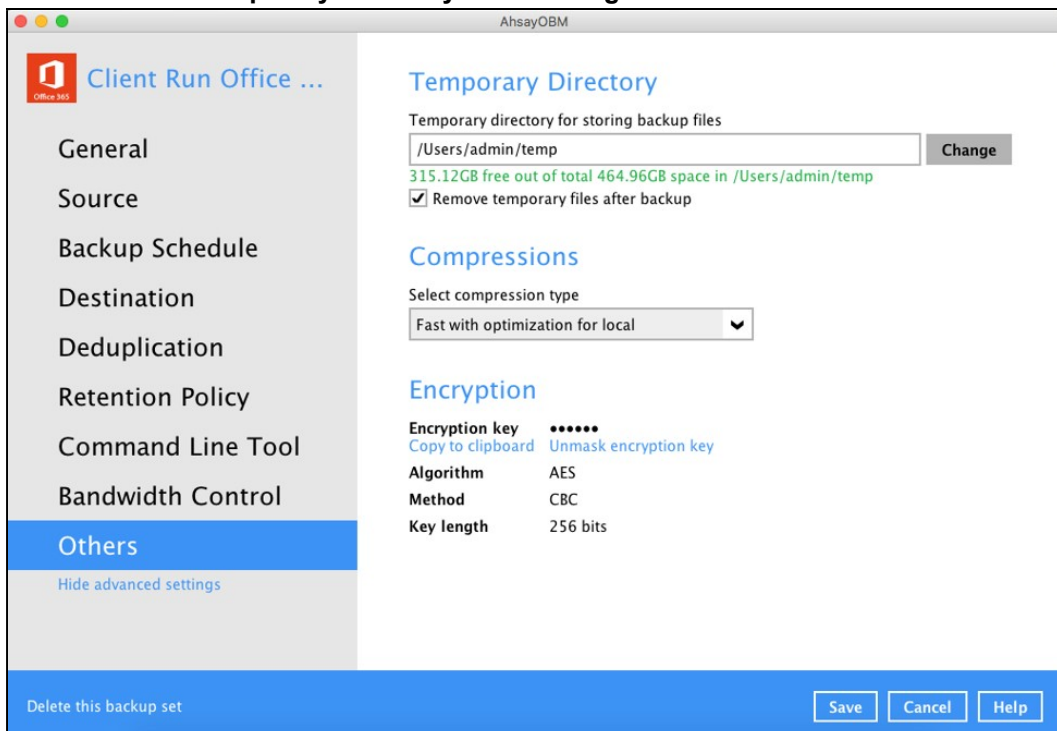 AhsayOBM
Office 365
Client Run Office ...
General
Source
Backup Schedule
Destination
Deduplication
Retention Policy
Command Line Tool
Bandwidth Control
Others
Hide advanced settings
Temporary Directory
Temporary directory for storing backup files
/Users/admin/temp
Change
315.12GB free out of total 464.96GB space in /Users/admin/temp
Remove temporary files after backup
Compressions
Select compression type
Fast with optimization for local
Encryption
Encryption key ••••••
Copy to clipboard Unmask encryption key
Algorithm AES
Method CBC
Key length 256 bits
Delete this backup set
Save Cancel Help